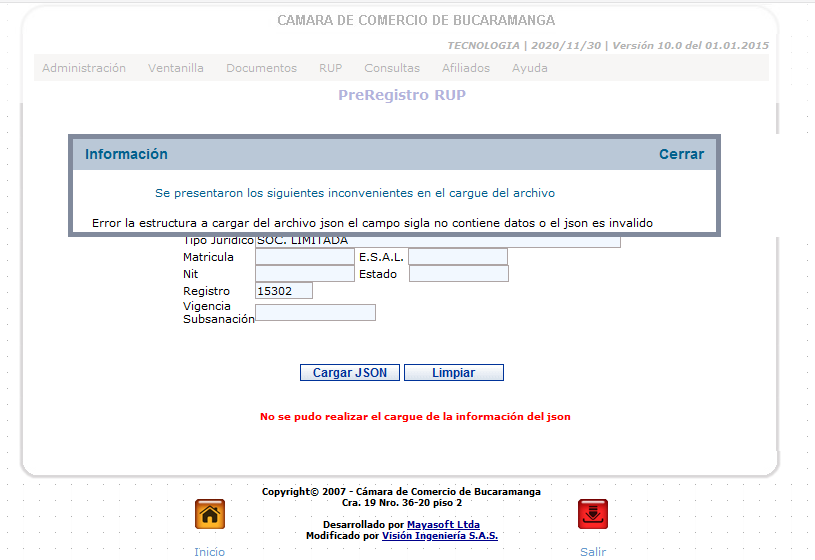 CAMARA DE COMERCIO DE BUCARAMANGA
TECNOLOGIA | 2020/11/30 | Versión 10.0 del 01.01.2015
Administración Ventanilla Documentos RUP Consultas Afiliados Ayuda
PreRegistro RUP
Información Cerrar
Se presentaron los siguientes inconvenientes en el cargue del archivo
Error la estructura a cargar del archivo json el campo sigla no contiene datos o el json es invalido
Tipo Juridico SOC. LIMITADA
Matricula E.S.A.L.
Nit Estado
Registro 15302
Vigencia
Subsanación
Cargar JSON Limpiar
No se pudo realizar el cargue de la información del json
Copyright© 2007 - Cámara de Comercio de Bucaramanga
Cra. 19 Nro. 36-20 piso 2
Desarrollado por Mayasoft Ltda
Modificado por Visión Ingeniería S.A.S.
Inicio Salir